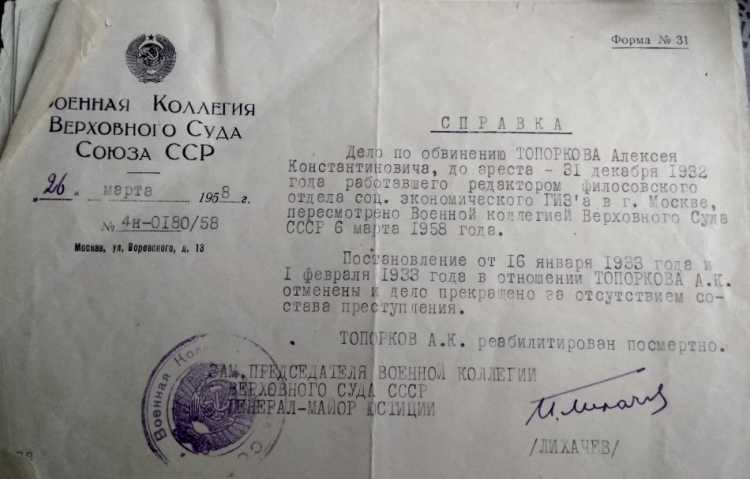 Форма № 31
ВОЕННАЯ КОЛЛЕГИЯ
ВЕРХОВНОГО СУДА
СОЮЗА ССР
„26“ марта 1958 г.
№ 4н-0180/58
Москва, ул. Воровского, д. 13
СПРАВКА
Дело по обвинению ТОПОРКОВА Алексея
Константиновича, до ареста - 31 декабря 1932
года работавшего редактором филосовского
отдела соц. экономического ГИЗ'а в г. Москве,
пересмотрено Военной коллегией Верховного Суда
СССР 6 марта 1958 года.
Постановление от 16 января 1933 года и
I февраля 1933 года в отношении ТОПОРКОВА А.К.
отменены и дело прекращено за отсутствием со-
става преступления.
ТОПОРКОВ А.К. реабилитирован посмертно.
ЗАМ.ПРЕДСЕДАТЕЛЯ ВОЕННОЙ КОЛЛЕГИИ
ВЕРХОВНОГО СУДА СССР
ГЕНЕРАЛ-МАЙОР ЮСТИЦИИ
/ЛИХАЧЕВ/
Военная Колле